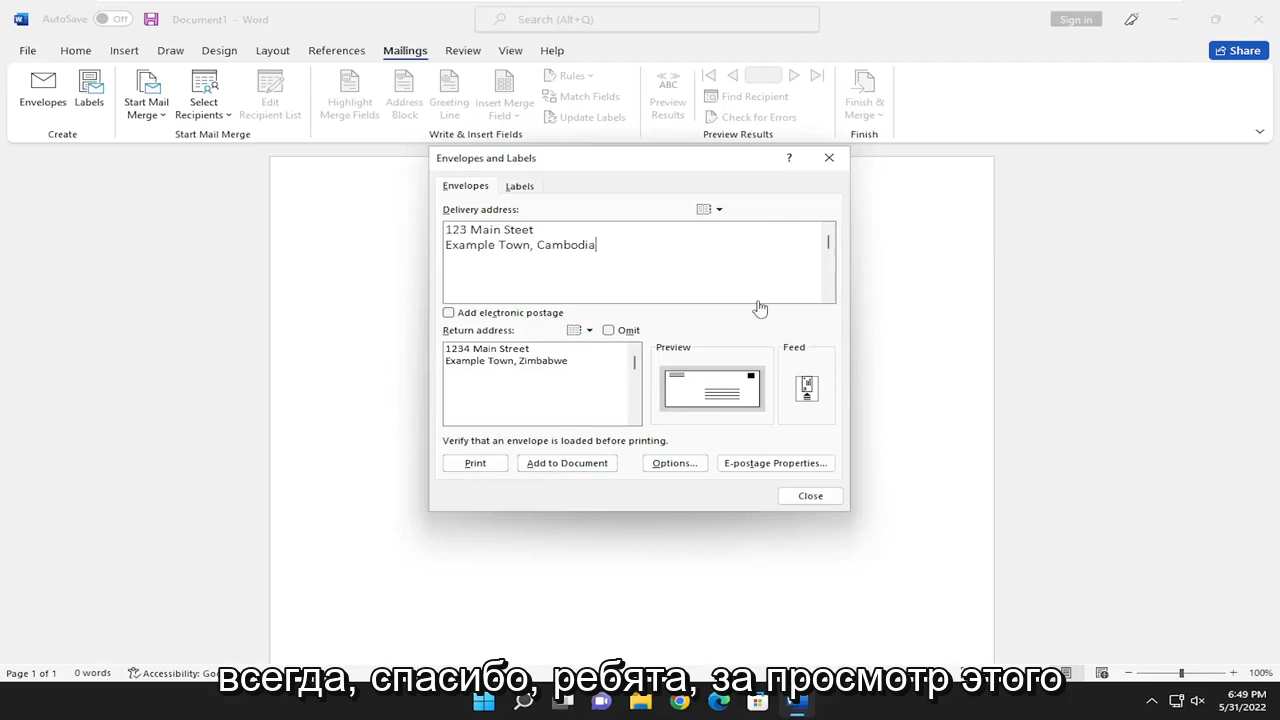 AutoSave Off Document1 - Word Search (Alt+Q) Sign in
File Home Insert Draw Design Layout References Mailings Review View Help Share
Envelopes Labels Start Mail Merge Select Recipients Edit Recipient List Highlight Merge Fields Address Block Greeting Line Insert Merge Field Rules Match Fields Update Labels ABC Preview Results Find Recipient Check for Errors Finish & Merge
Create Start Mail Merge Write & Insert Fields Preview Results Finish
Envelopes and Labels ?
Envelopes Labels
Delivery address:
123 Main Steet
Example Town, Cambodia
Add electronic postage
Return address: Omit
1234 Main Street
Example Town, Zimbabwe
Preview Feed
Verify that an envelope is loaded before printing.
Print Add to Document Options... E-postage Properties...
Close
Page 1 of 1 0 words Accessibility: 100%
всегда, спасибо, ребята, за просмотр этого
6:49 PM
5/31/2022